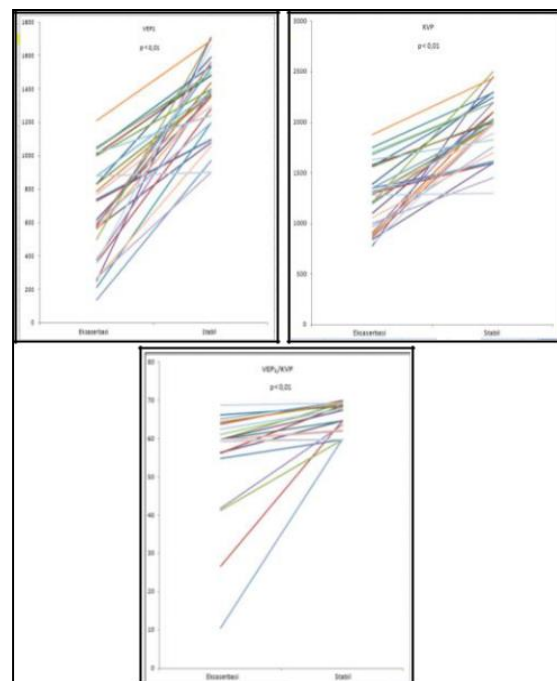 VEP1
p < 0,01
1800
1600
1400
1200
1000
800
600
400
200
0
Eksaserbasi
Stabil
KVP
p < 0,01
3000
2500
2000
1500
1000
500
0
Eksaserbasi
Stabil
VEP₁/KVP
p < 0,01
80
70
60
50
40
30
20
10
0
Eksaserbasi
Stabil